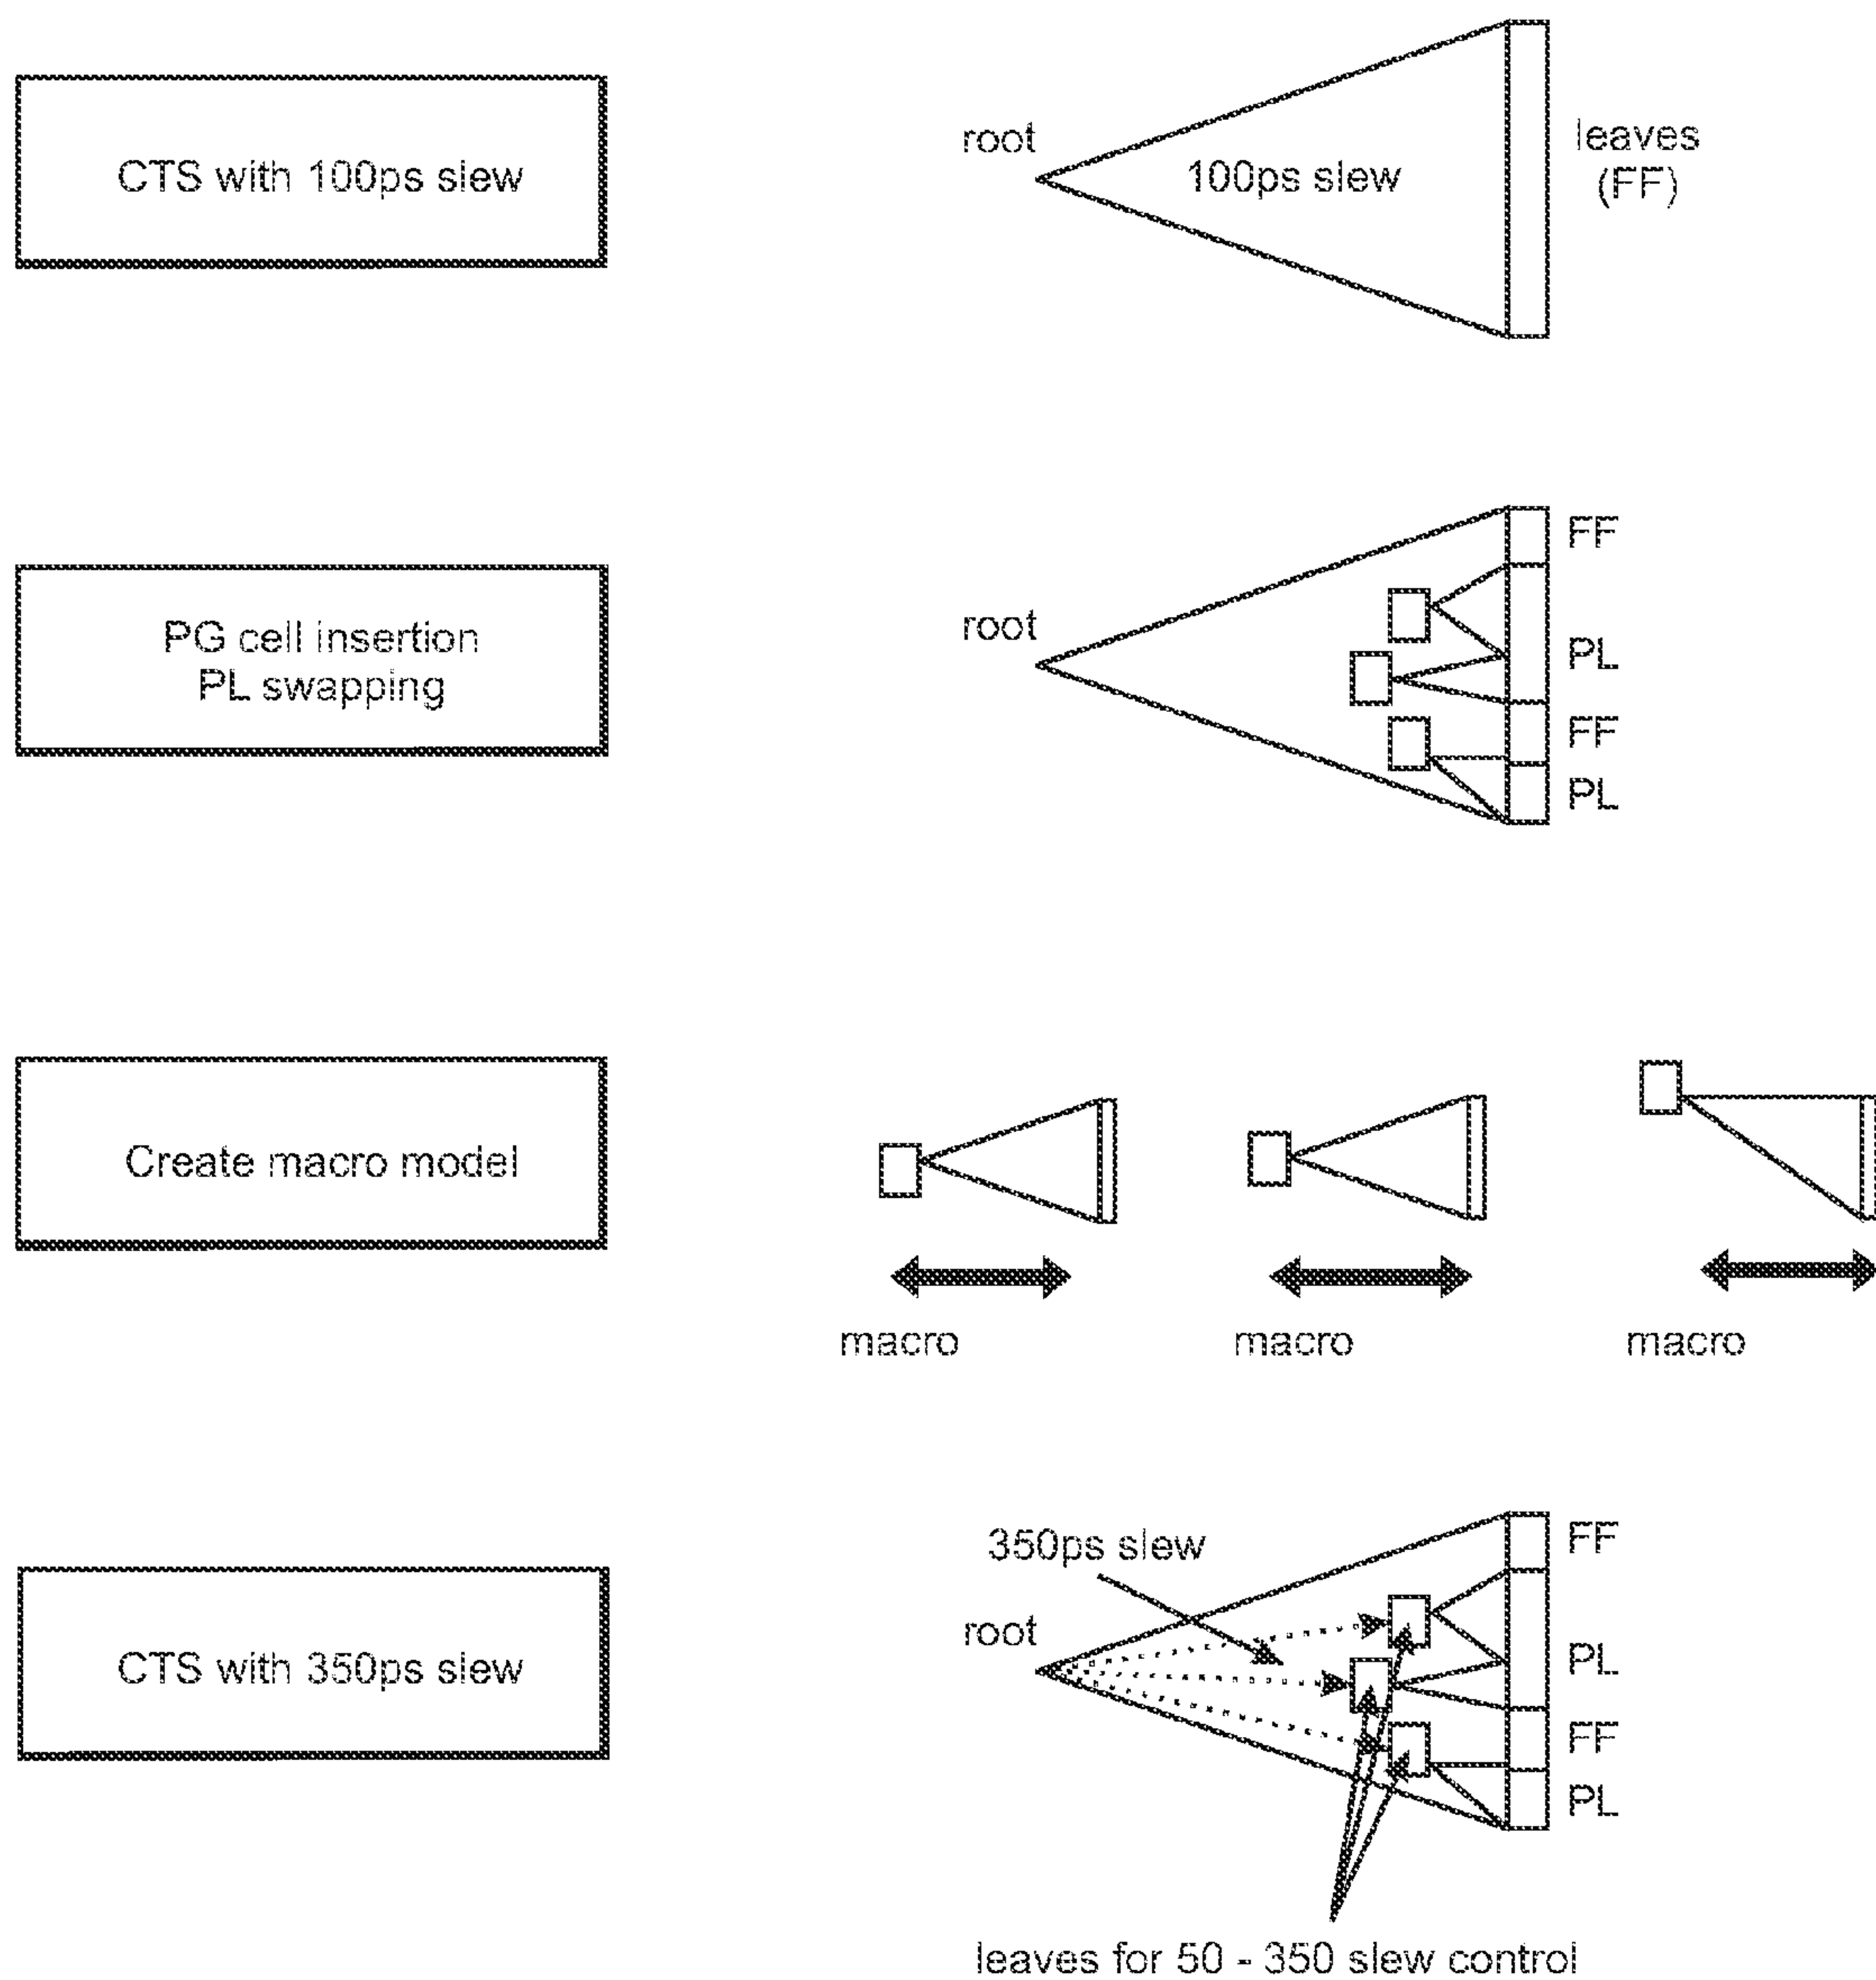 CTS with 100ps slew
root
100ps slew
leaves
(FF)
PG cell insertion
PL swapping
root
FF
PL
FF
PL
Create macro model
macro
macro
macro
CTS with 350ps slew
350ps slew
root
FF
PL
FF
PL
leaves for 50 - 350 slew control